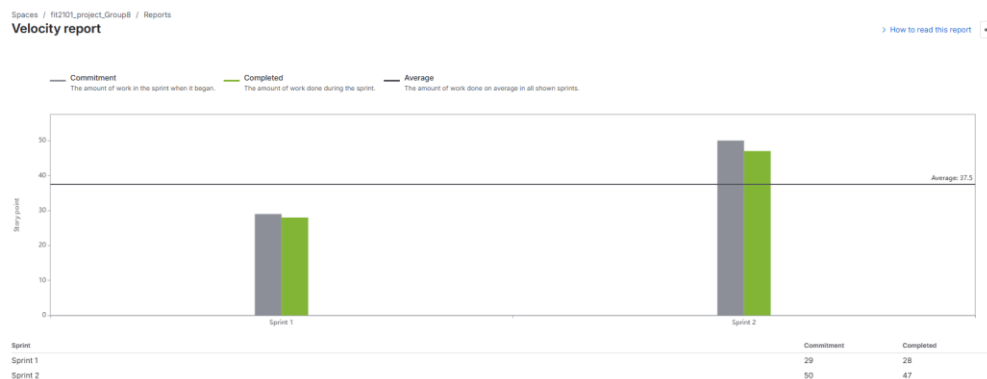 Spaces / fit2101_project_Group8 / Reports
Velocity report
How to read this report
Commitment
The amount of work in the sprint when it began.
Completed
The amount of work done during the sprint.
Average
The amount of work done on average in all shown sprints.
50
40
Average: 37.5
30
Story point
20
10
0
Sprint 1 Sprint 2
Sprint Commitment Completed
Sprint 1 29 28
Sprint 2 50 47